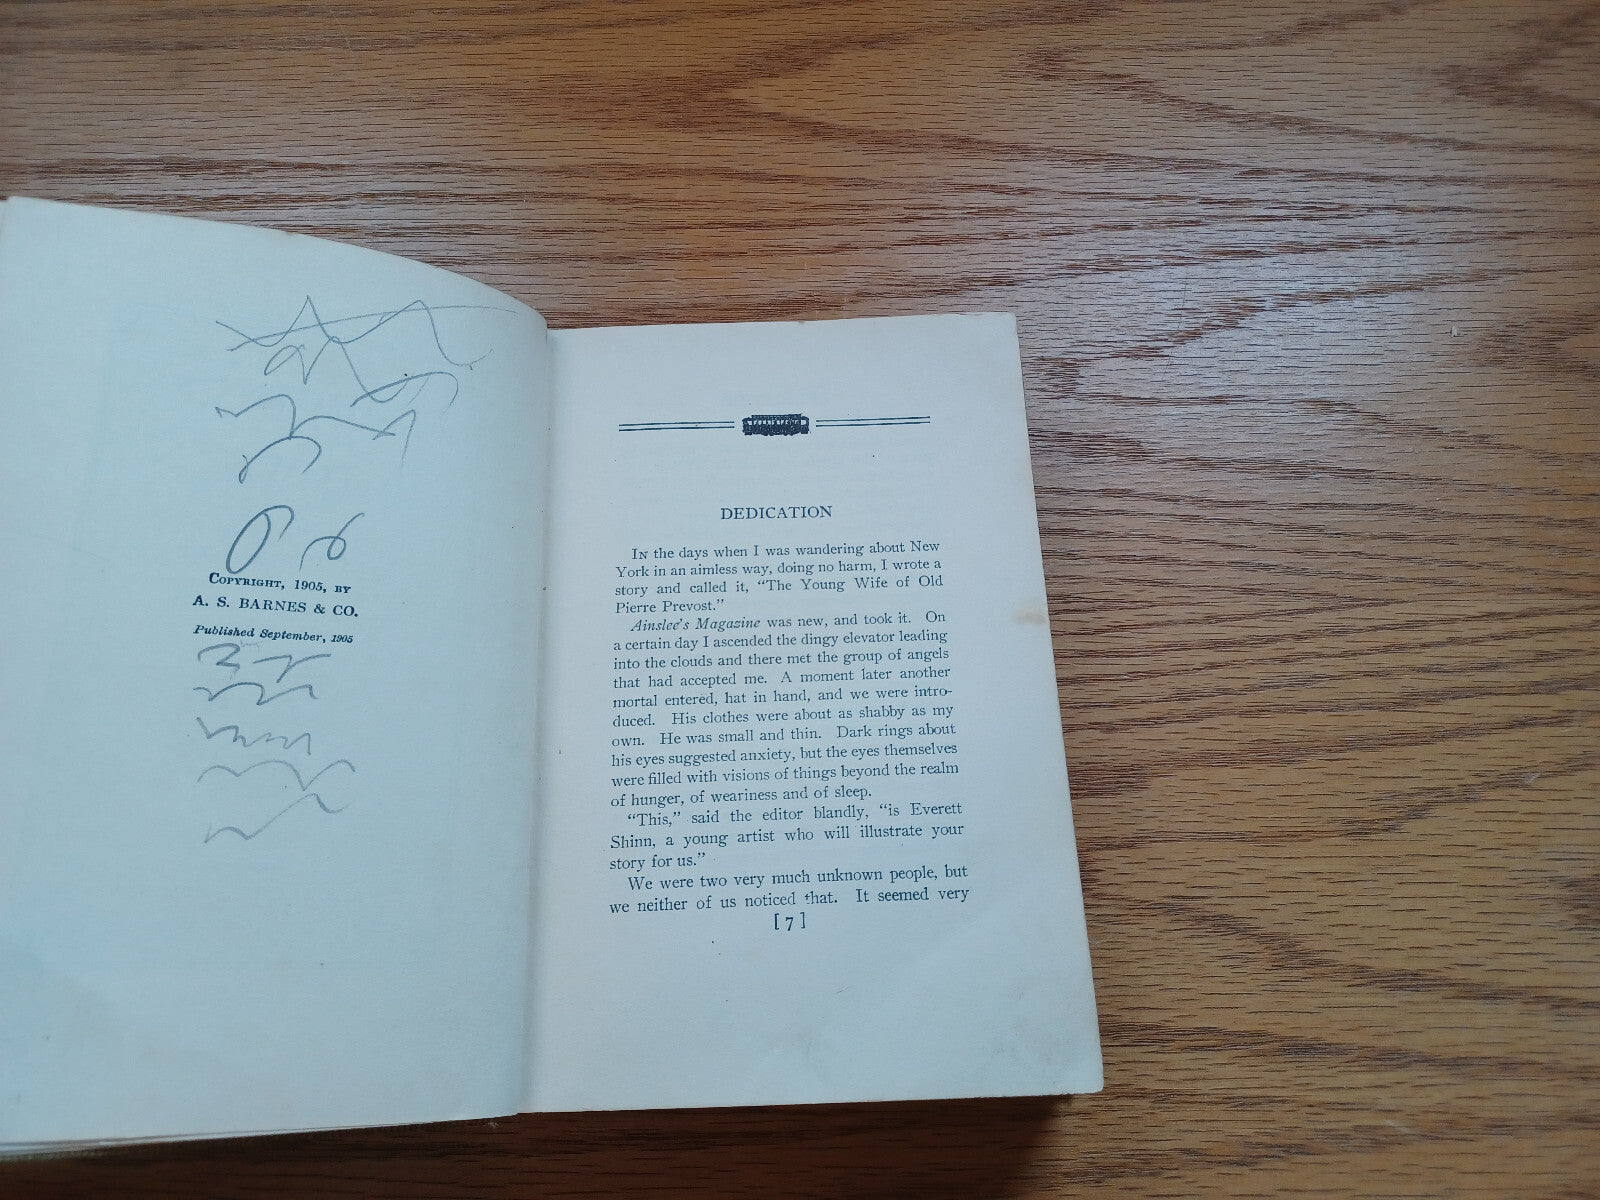 COPYRIGHT, 1905, BY
A. S. BARNES & CO.
Published September, 1905
DEDICATION
IN the days when I was wandering about New
York in an aimless way, doing no harm, I wrote a
story and called it, “The Young Wife of Old
Pierre Prevost.”
Ainslee’s Magazine was new, and took it. On
a certain day I ascended the dingy elevator leading
into the clouds and there met the group of angels
that had accepted me. A moment later another
mortal entered, hat in hand, and we were intro-
duced. His clothes were about as shabby as my
own. He was small and thin. Dark rings about
his eyes suggested anxiety, but the eyes themselves
were filled with visions of things beyond the realm
of hunger, of weariness and of sleep.
“This,” said the editor blandly, “is Everett
Shinn, a young artist who will illustrate your
story for us.”
We were two very much unknown people, but
we neither of us noticed that. It seemed very
[7]